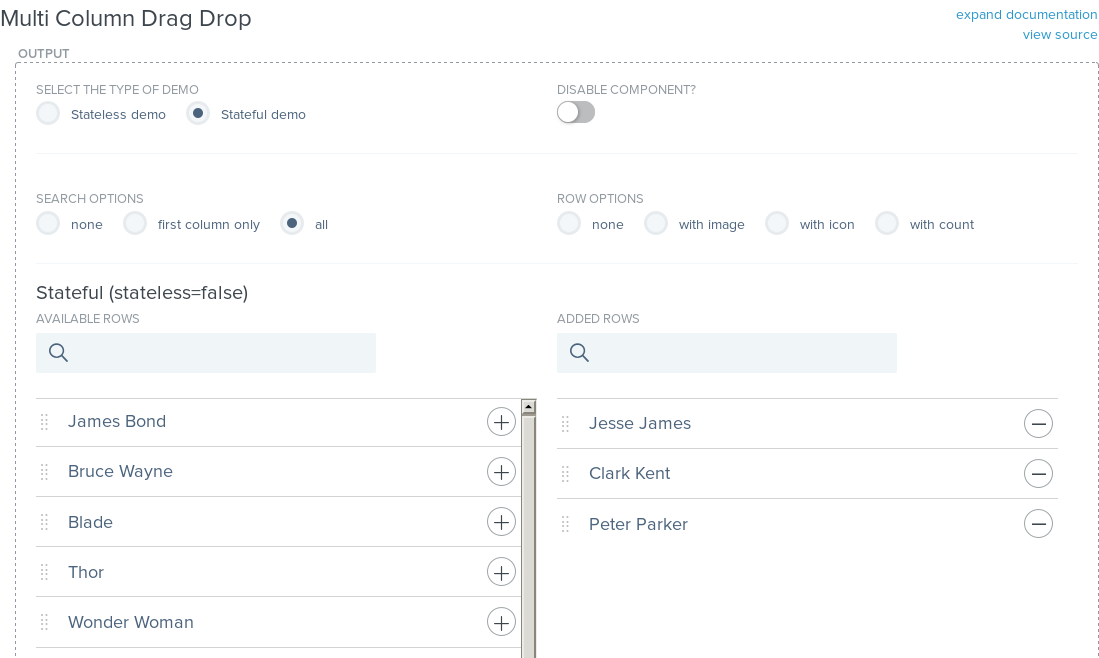 Multi Column Drag Drop
expand documentation
view source
OUTPUT
SELECT THE TYPE OF DEMO
Stateless demo
Stateful demo
DISABLE COMPONENT?
SEARCH OPTIONS
none
first column only
all
ROW OPTIONS
none
with image
with icon
with count
Stateful (stateless=false)
AVAILABLE ROWS
James Bond
Bruce Wayne
Blade
Thor
Wonder Woman
ADDED ROWS
Jesse James
Clark Kent
Peter Parker